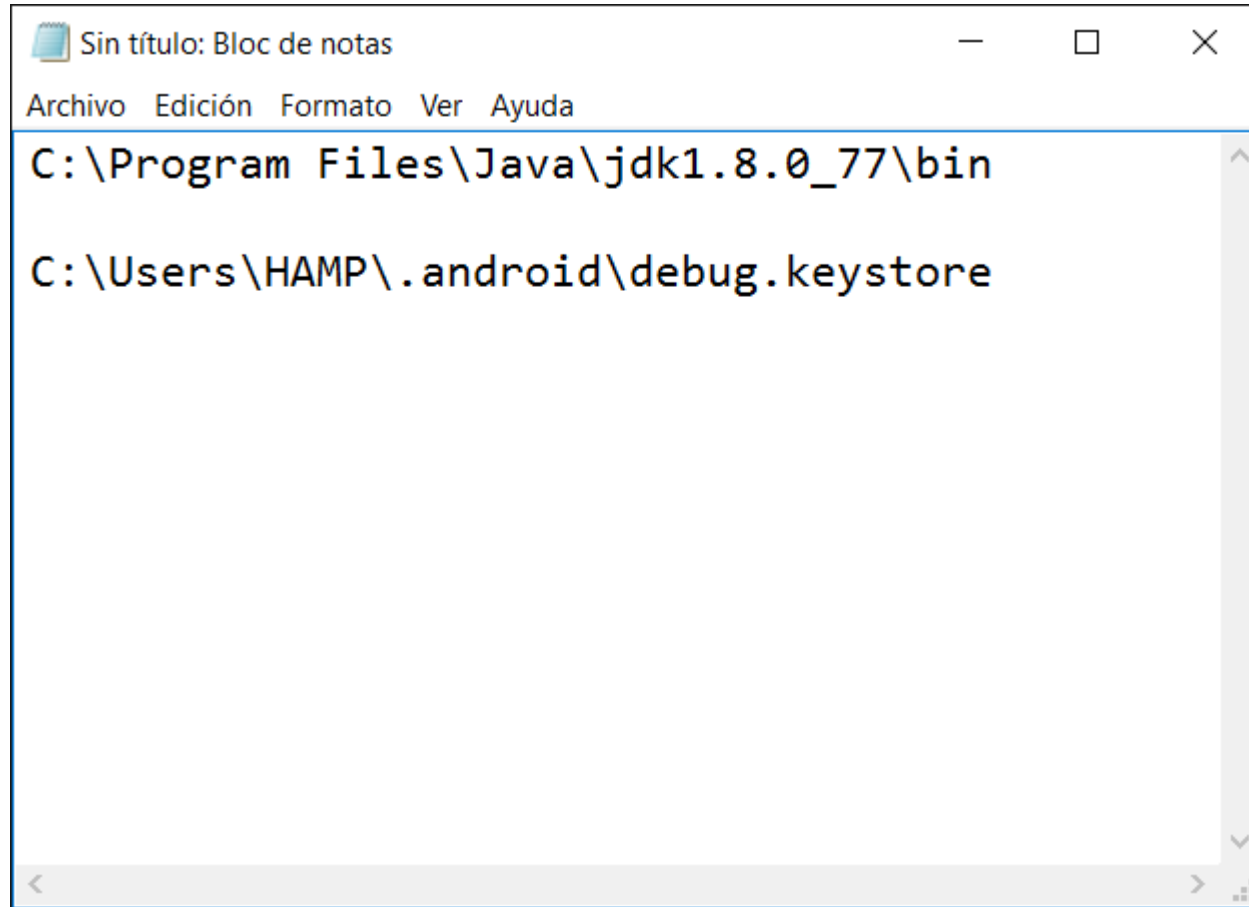 Sin título: Bloc de notas
Archivo Edición Formato Ver Ayuda
C:\Program Files\Java\jdk1.8.0_77\bin
C:\Users\HAMP\.android\debug.keystore